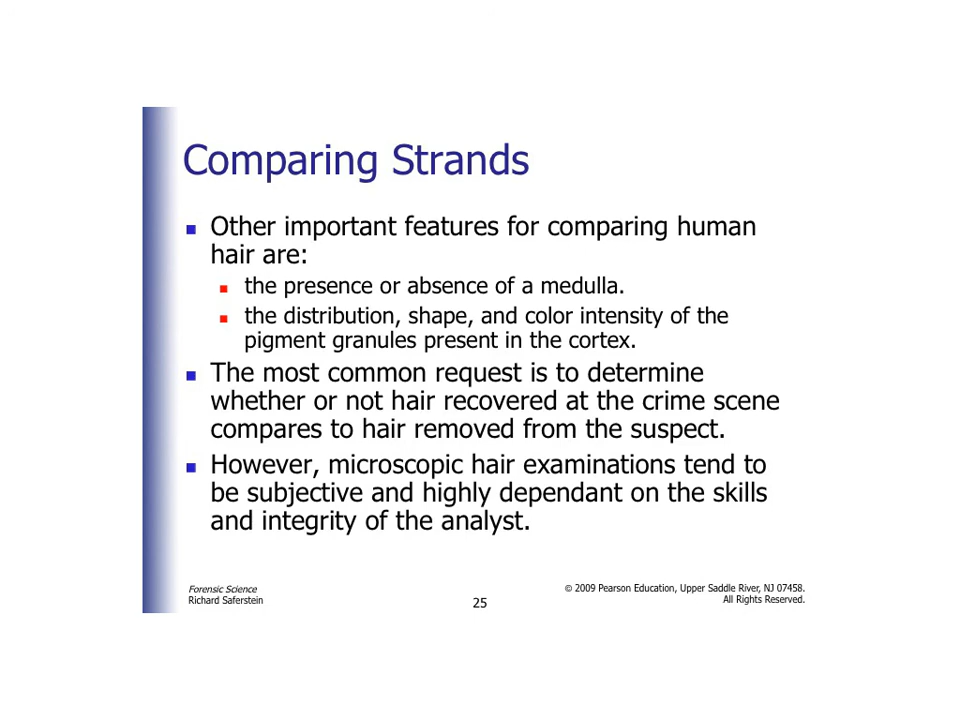 Comparing Strands
Other important features for comparing human
hair are:
the presence or absence of a medulla.
the distribution, shape, and color intensity of the
pigment granules present in the cortex.
The most common request is to determine
whether or not hair recovered at the crime scene
compares to hair removed from the suspect.
However, microscopic hair examinations tend to
be subjective and highly dependant on the skills
and integrity of the analyst.
Forensic Science
Richard Saferstein
25
© 2009 Pearson Education, Upper Saddle River, NJ 07458.
All Rights Reserved.